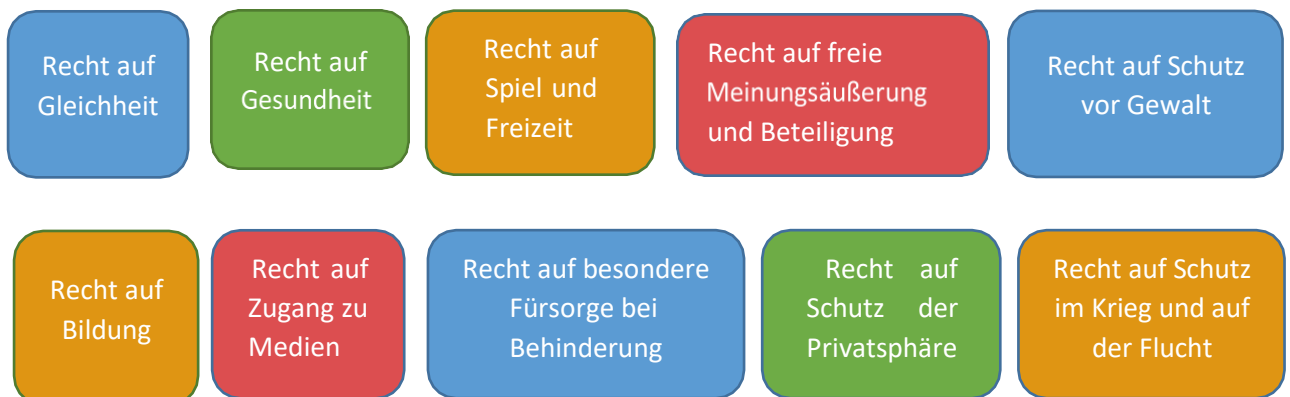 Recht auf
Gleichheit
Recht auf
Gesundheit
Recht auf
Spiel und
Freizeit
Recht auf freie
Meinungsäußerung
und Beteiligung
Recht auf Schutz
vor Gewalt
Recht auf
Bildung
Recht auf
Zugang zu
Medien
Recht auf besondere
Fürsorge bei
Behinderung
Recht auf
Schutz der
Privatsphäre
Recht auf Schutz
im Krieg und auf
der Flucht